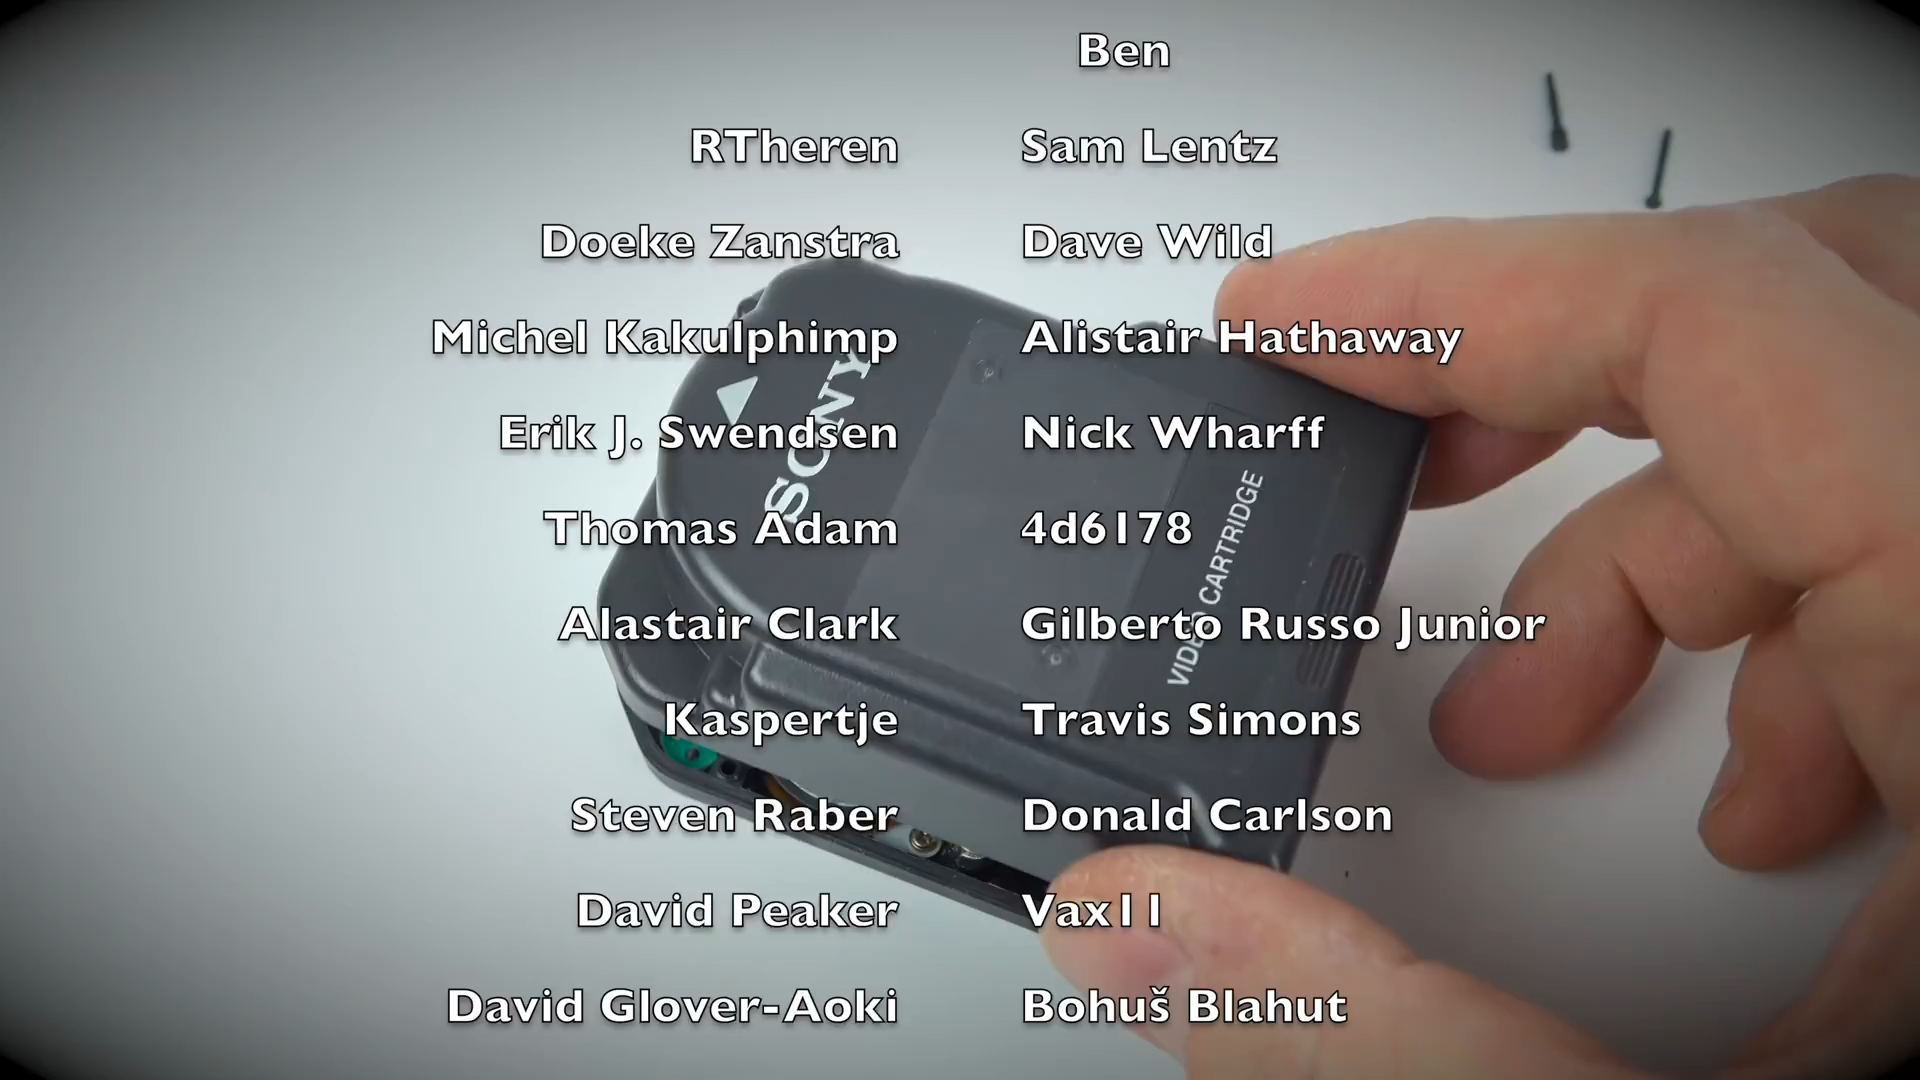 Ben
RTheren Sam Lentz
Doeke Zanstra Dave Wild
Michel Kakulphimp Alistair Hathaway
Erik J. Swendsen Nick Wharff
Thomas Adam 4d6178
Alastair Clark Gilberto Russo Junior
Kaspertje Travis Simons
Steven Raber Donald Carlson
David Peaker Vax11
David Glover-Aoki Bohuš Blahut
SONY
VIDEO CARTRIDGE